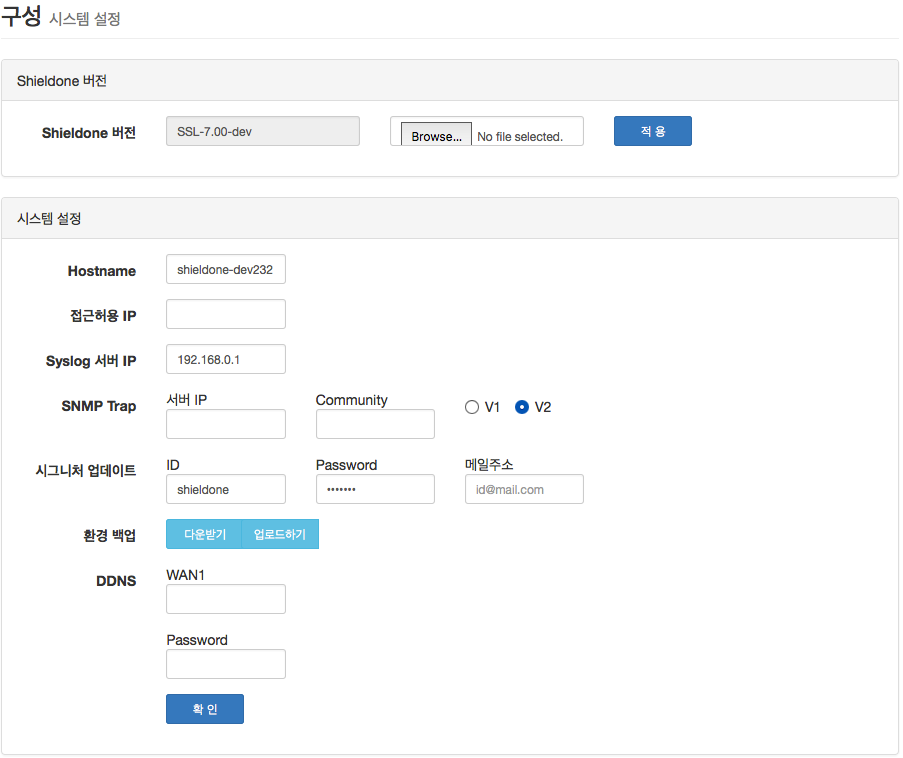 구성 시스템 설정
Shieldone 버전
Shieldone 버전 SSL-7.00-dev Browse... No file selected. 적 용
시스템 설정
Hostname shieldone-dev232
접근허용 IP
Syslog 서버 IP 192.168.0.1
SNMP Trap 서버 IP Community V1 V2
시그니처 업데이트 ID Password 메일주소
shieldone ••••••• id@mail.com
환경 백업 다운받기 업로드하기
DDNS WAN1
Password
확 인